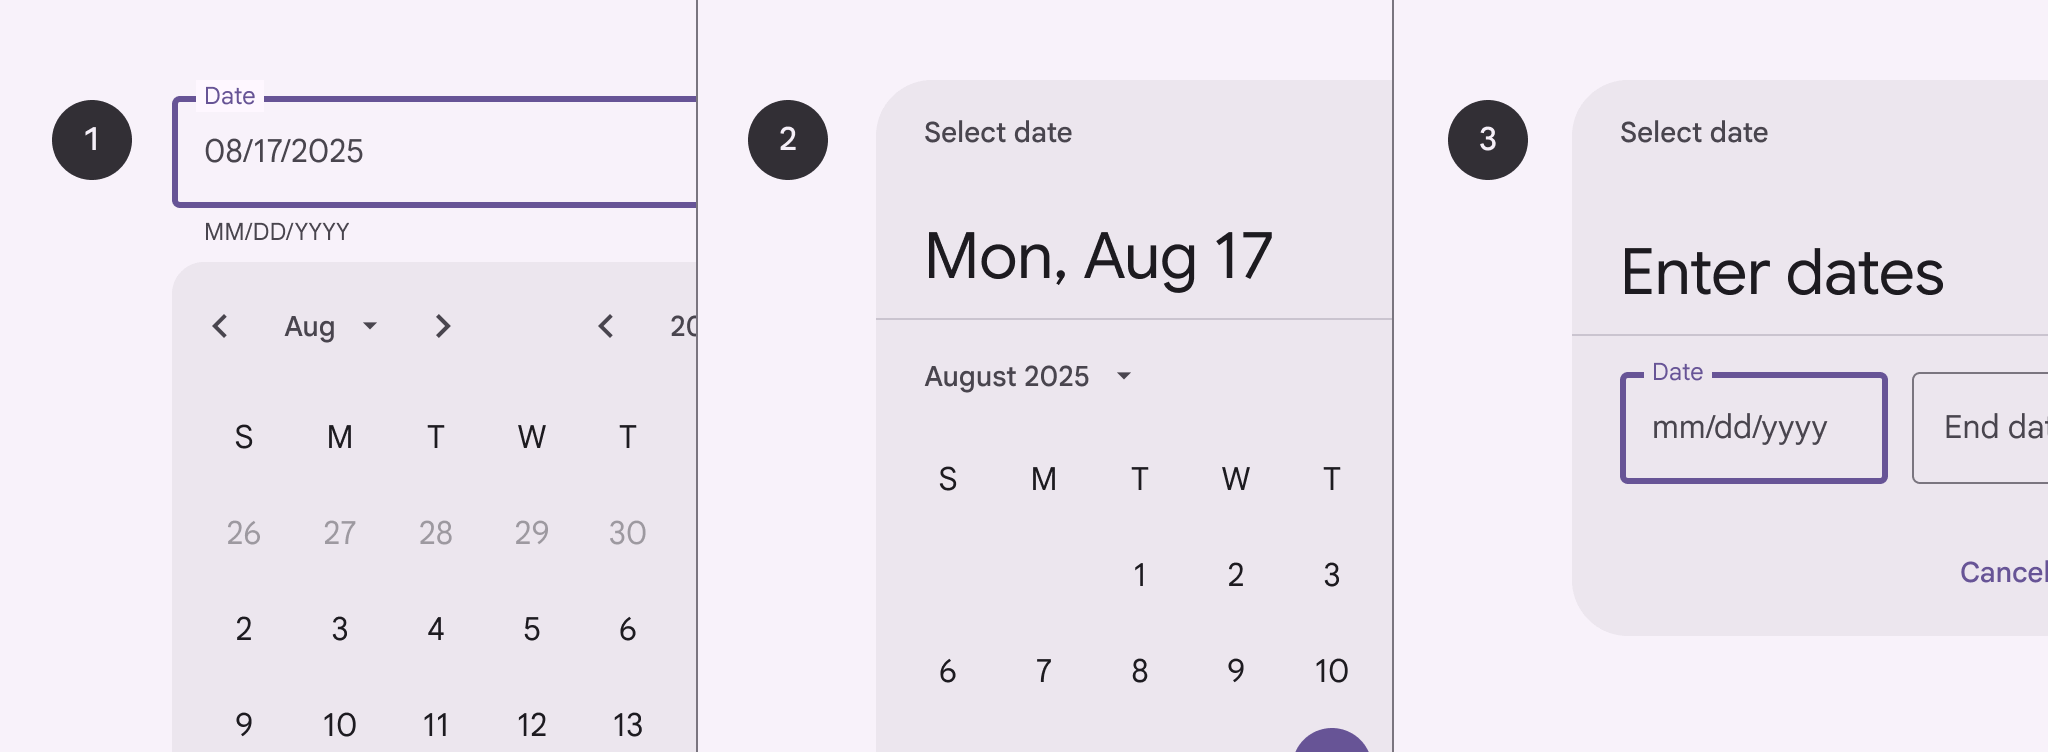 1
Date
08/17/2025
MM/DD/YYYY
Aug
S M T W T
26 27 28 29 30
2 3 4 5 6
9 10 11 12 13
2
Select date
Mon, Aug 17
August 2025
S M T W T
1 2 3
6 7 8 9 10
3
Select date
Enter dates
Date
mm/dd/yyyy
End
Cancel